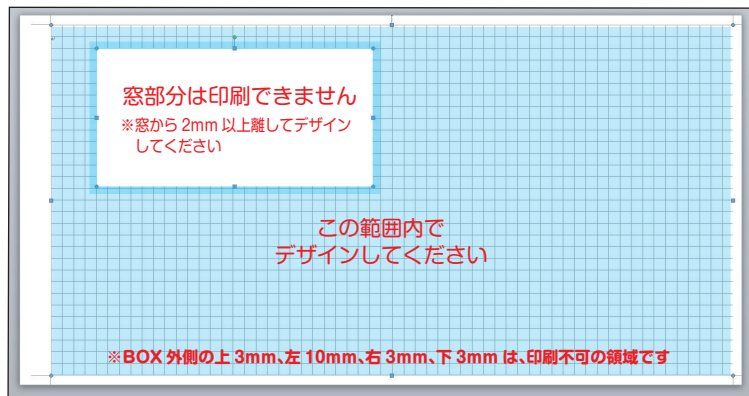 窓部分は印刷できません
※窓から 2mm 以上離してデザイン
してください
この範囲内で
デザインしてください
※BOX 外側の上 3mm、左 10mm、右 3mm、下 3mm は、印刷不可の領域です